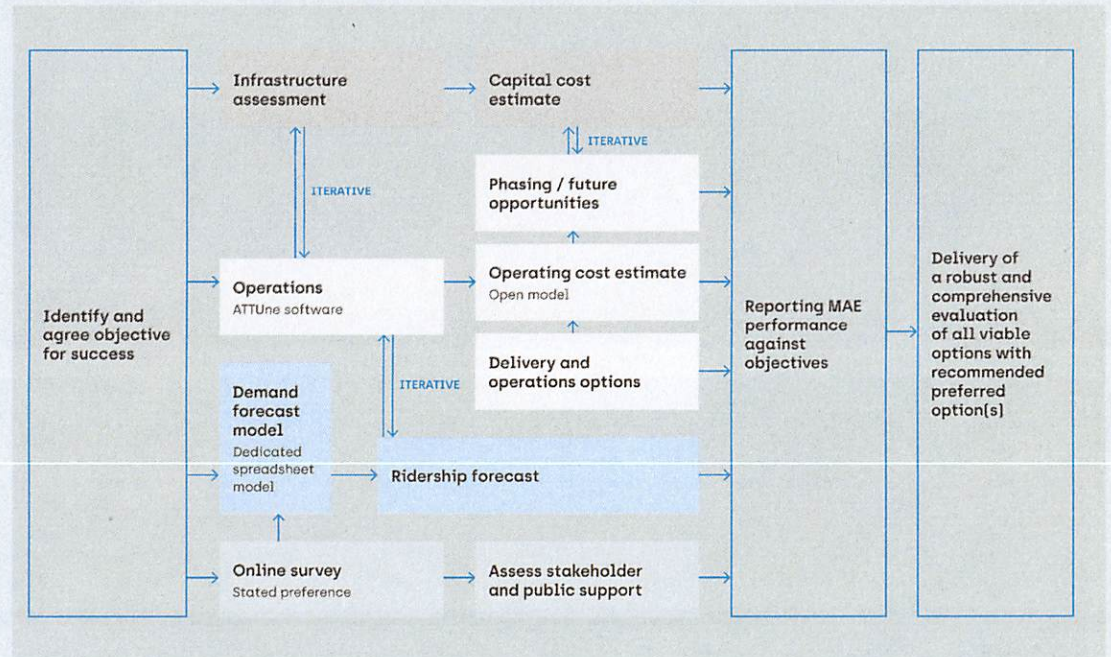 Identify and
agree objective
for success
Infrastructure
assessment
Capital cost
estimate
ITERATIVE
ITERATIVE
Phasing / future
opportunities
Operations
ATTUne software
Operating cost estimate
Open model
Delivery and
operations options
ITERATIVE
Demand
forecast
model
Dedicated
spreadsheet
model
Ridership forecast
Online survey
Stated preference
Assess stakeholder
and public support
Reporting MAE
performance
against
objectives
Delivery of
a robust and
comprehensive
evaluation
of all viable
options with
recommended
preferred
option(s)